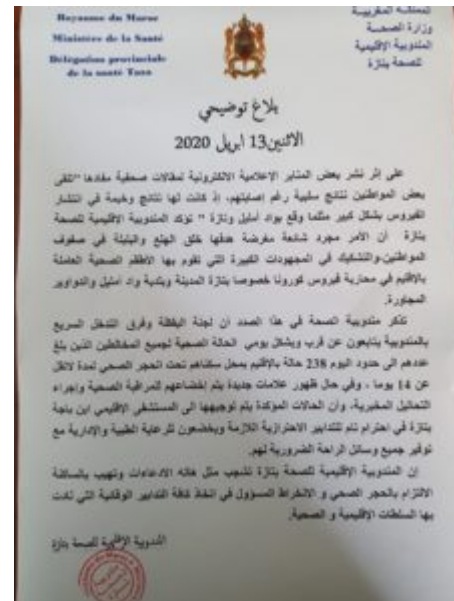 Royaume du Maroc
Ministère de la Santé
Délégation provinciale
de la santé Taza
المملكة المغربية
وزارة الصحة
المندوبية الإقليمية
للصحة بتازة
بلاغ توضيحي
الاثنين13 ابريل 2020
على إثر نشر بعض المنابر الإعلامية الالكترونية لمقالات صحفية مفادها "تلقى
بعض المواطنين نتائج سلبية رغم إصابتهم، إذ كانت لها نتائج وخيمة في انتشار
الفيروس بشكل كبير مثلما وقع بواد أمليل وتازة " تؤكد المندوبية الإقليمية للصحة
بتازة أن الأمر مجرد شائعة مغرضة هدفها خلق الهلع والبلبلة في صفوف
المواطنين،والتشكيك في المجهودات الكبيرة التي تقوم بها الأطقم الصحية العاملة
بالإقليم في محاربة فيروس كورونا خصوصا بتازة المدينة وبلدية واد أمليل والدواوير
المجاورة.
تذكر مندوبية الصحة في هذا الصدد أن لجنة اليقظة وفرق التدخل السريع
بالمندوبية يتابعون عن قرب وبشكل يومي الحالة الصحية لجميع المخالطين الذين بلغ
عددهم الى حدود اليوم 238 حالة بالإقليم بمحل سكناهم تحت الحجر الصحي لمدة لاتقل
عن 14 يوما ، وفي حال ظهور علامات جديدة يتم إخضاعهم للمراقبة الصحية وإجراء
التحاليل المخبرية، وأن الحالات المؤكدة يتم توجيهها الى المستشفى الإقليمي ابن باجة
بتازة في احترام تام للتدابير الاحترازية اللازمة ويخضعون للرعاية الطبية والإدارية مع
توفير جميع وسائل الراحة الضرورية لهم.
إن المندوبية الإقليمية للصحة بتازة تشجب مثل هاته الادعاءات وتهيب بالساكنة
الالتزام بالحجر الصحي و الانخراط المسؤول في اتخاذ كافة التدابير الوقائية التي نادت
بها السلطات الإقليمية و الصحية.
المندوبية الإقليمية للصحة بتازة